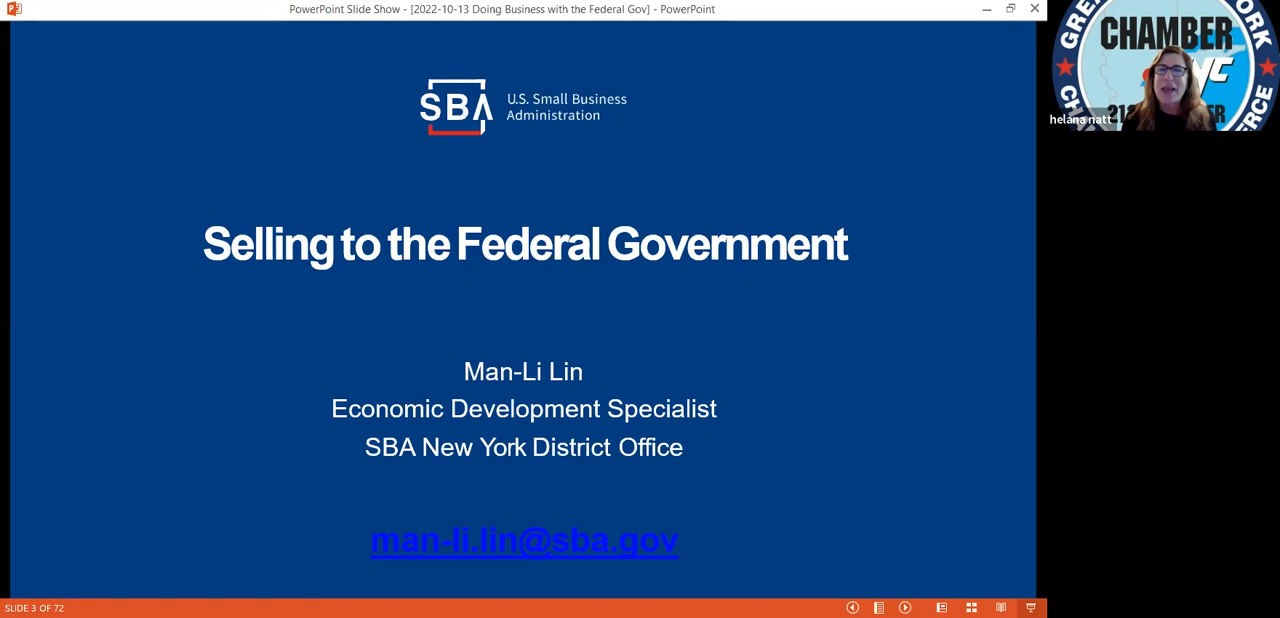 PowerPoint Slide Show - [2022-10-13 Doing Business with the Federal Gov] - PowerPoint
SBA U.S. Small Business
Administration
Selling to the Federal Government
Man-Li Lin
Economic Development Specialist
SBA New York District Office
man-li.lin@sba.gov
SLIDE 3 OF 72
CHAMBER
helana natt